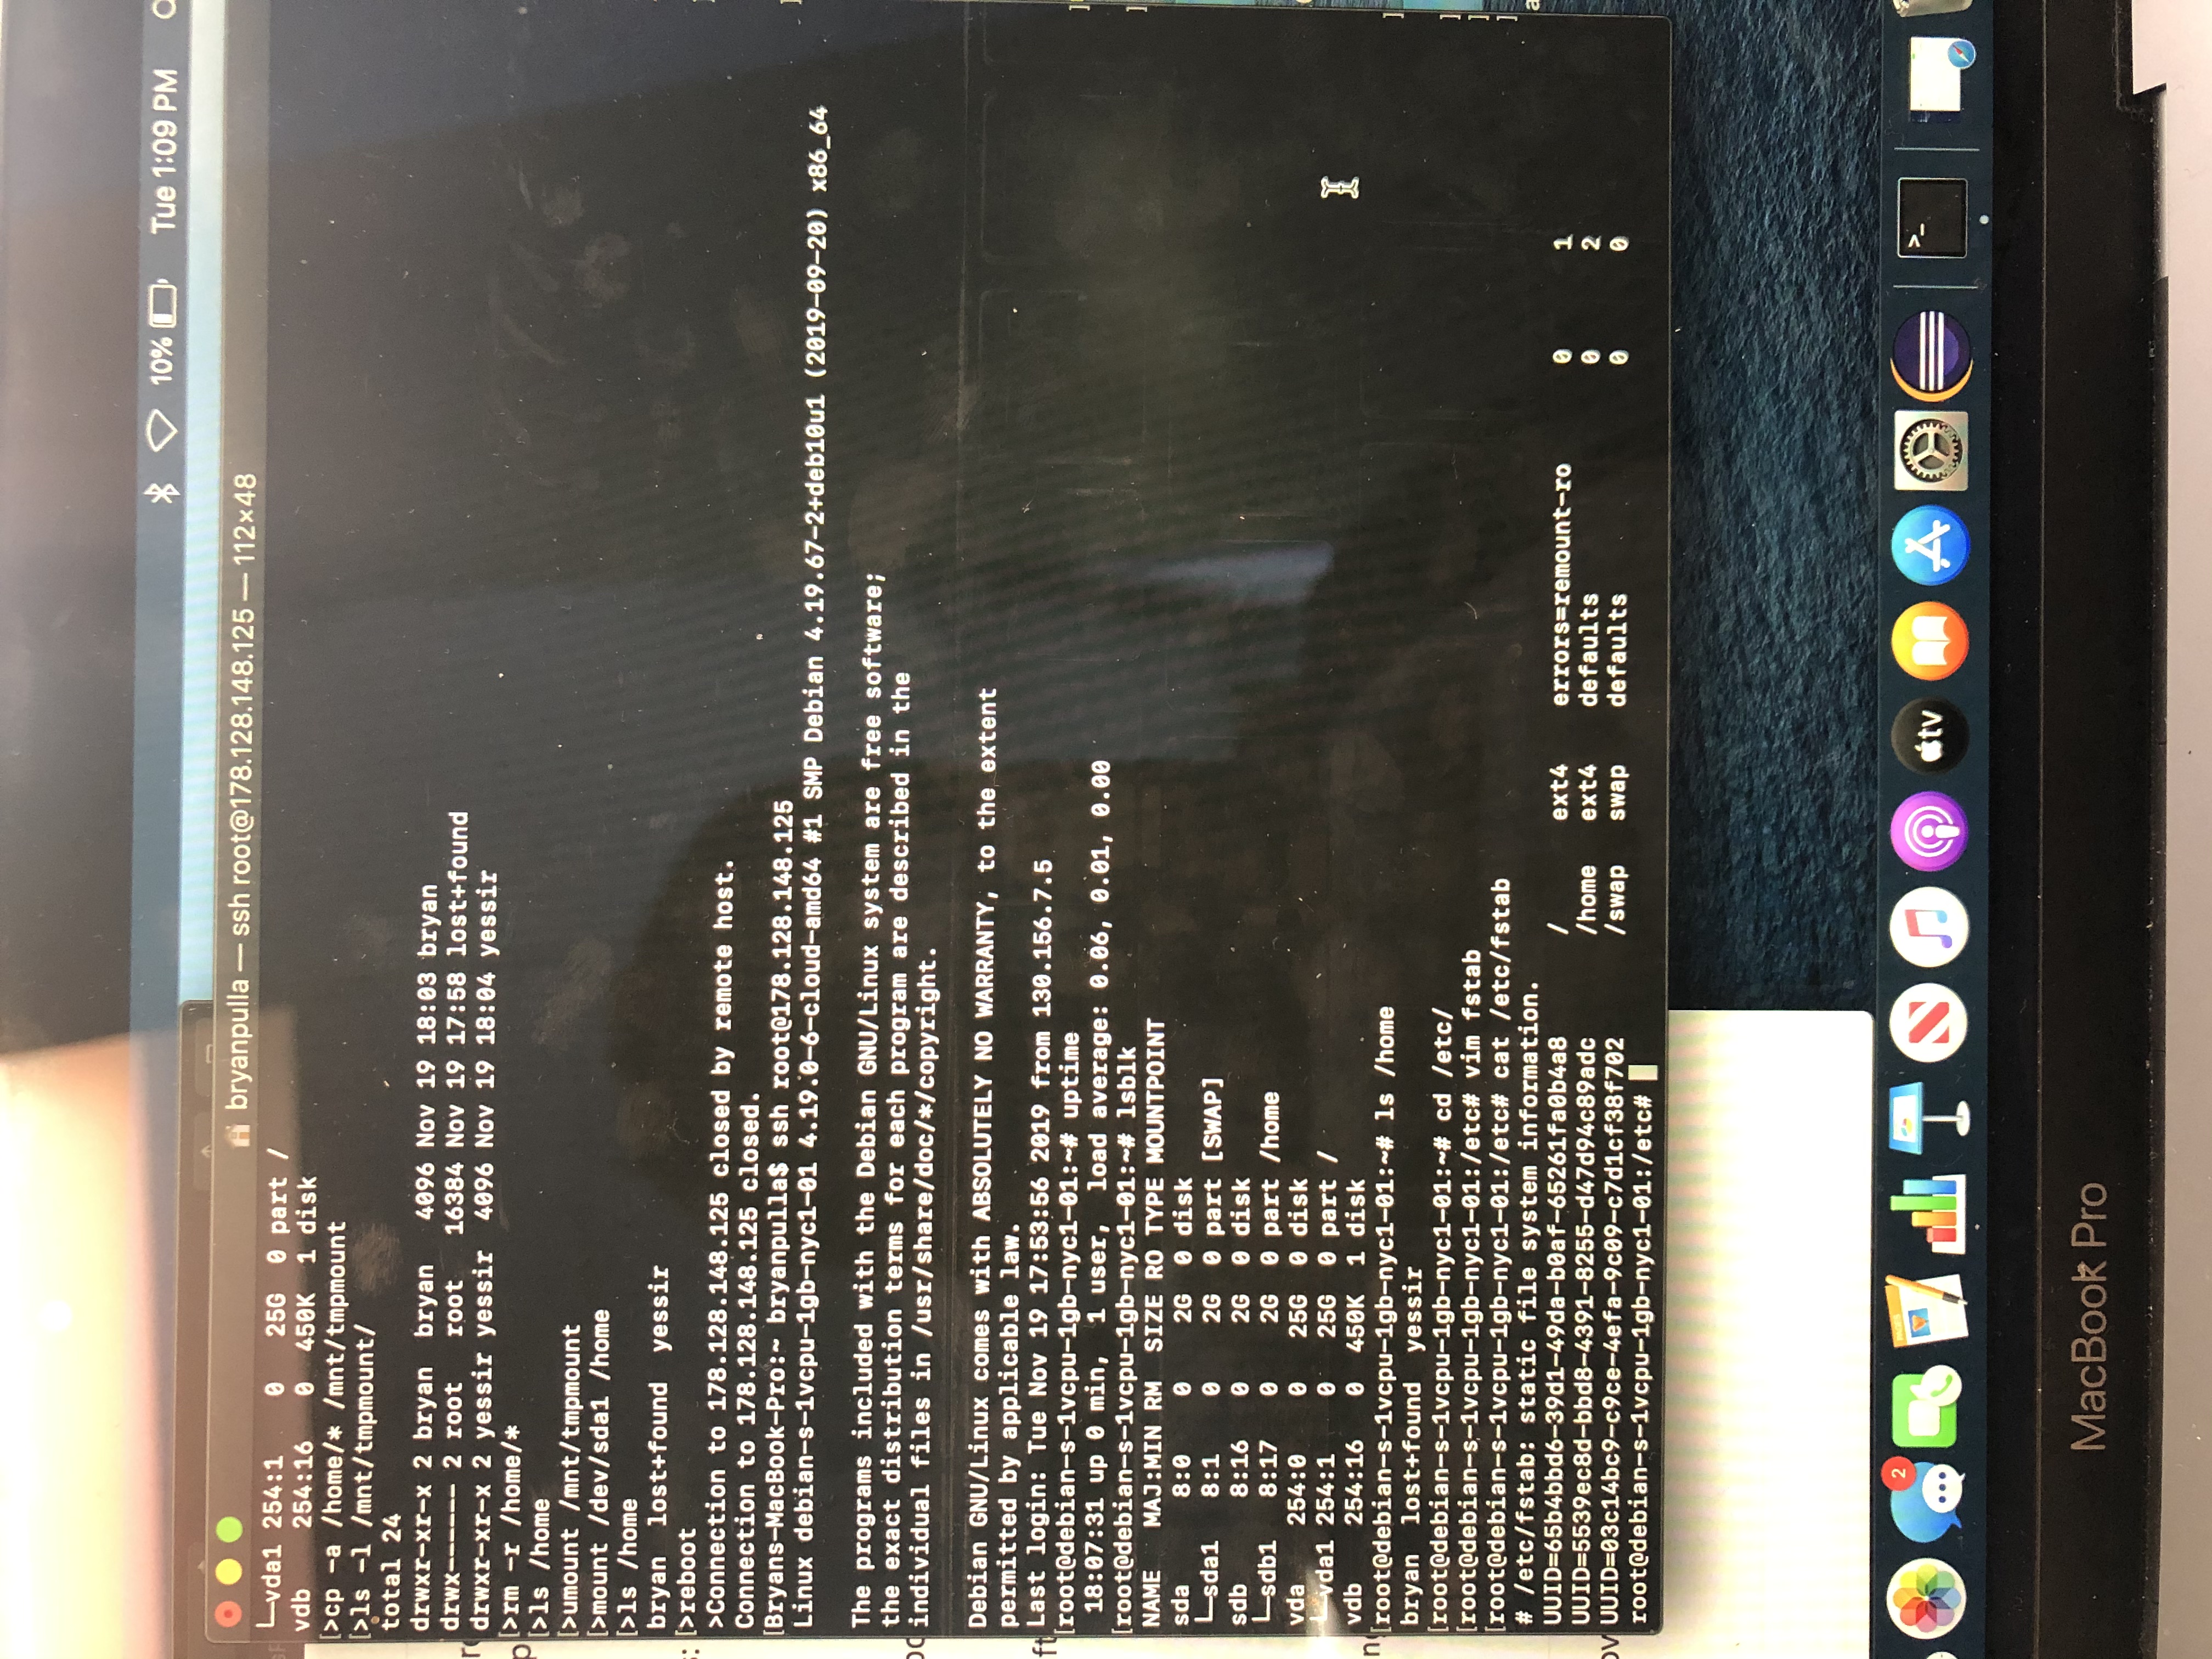 10% Tue 1:09 PM
bryanpulla — ssh root@178.128.148.125 — 112×48
└─vda1 254:1    0   25G  0 part /
vdb    254:16   0  450K  1 disk
[>cp -a /home/* /mnt/tmpmount
[>ls -l /mnt/tmpmount/
total 24
drwxr-xr-x 2 bryan  bryan   4096 Nov 19 18:03 bryan
drwx------ 2 root   root   16384 Nov 19 17:58 lost+found
drwxr-xr-x 2 yessir yessir  4096 Nov 19 18:04 yessir
[>rm -r /home/*
[>ls /home
[>umount /mnt/tmpmount
[>mount /dev/sda1 /home
[>ls /home
bryan  lost+found  yessir
[>reboot
>Connection to 178.128.148.125 closed by remote host.
Connection to 178.128.148.125 closed.
[Bryans-MacBook-Pro:~ bryanpulla$ ssh root@178.128.148.125
Linux debian-s-1vcpu-1gb-nyc1-01 4.19.0-6-cloud-amd64 #1 SMP Debian 4.19.67-2+deb10u1 (2019-09-20) x86_64
The programs included with the Debian GNU/Linux system are free software;
the exact distribution terms for each program are described in the
individual files in /usr/share/doc/*/copyright.
Debian GNU/Linux comes with ABSOLUTELY NO WARRANTY, to the extent
permitted by applicable law.
Last login: Tue Nov 19 17:53:56 2019 from 130.156.7.5
[root@debian-s-1vcpu-1gb-nyc1-01:~# uptime ]
18:07:31 up 0 min,  1 user,  load average: 0.06, 0.01, 0.00
[root@debian-s-1vcpu-1gb-nyc1-01:~# lsblk ]
NAME   MAJ:MIN RM  SIZE RO TYPE MOUNTPOINT
sda      8:0    0    2G  0 disk
└─sda1   8:1    0    2G  0 part [SWAP]
sdb      8:16   0    2G  0 disk
└─sdb1   8:17   0    2G  0 part /home
vda    254:0    0   25G  0 disk
└─vda1 254:1    0   25G  0 part /
vdb    254:16   0  450K  1 disk
[root@debian-s-1vcpu-1gb-nyc1-01:~# ls /home ]
bryan  lost+found  yessir
[root@debian-s-1vcpu-1gb-nyc1-01:~# cd /etc/ ]
[root@debian-s-1vcpu-1gb-nyc1-01:/etc# vim fstab ]
[root@debian-s-1vcpu-1gb-nyc1-01:/etc# cat /etc/fstab ]
# /etc/fstab: static file system information.
UUID=65b4bbd6-39d1-49da-b0af-65261fa0b4a8 / ext4 errors=remount-ro 0 1
UUID=5539ec8d-bbd8-4391-8255-d47d94c89adc /home ext4 defaults 0 2
UUID=03c14bc9-c9ce-4efa-9c09-c7d1cf38f702 /swap swap defaults 0 0
root@debian-s-1vcpu-1gb-nyc1-01:/etc#
2
PAGES
tv
>_
MacBook Pro